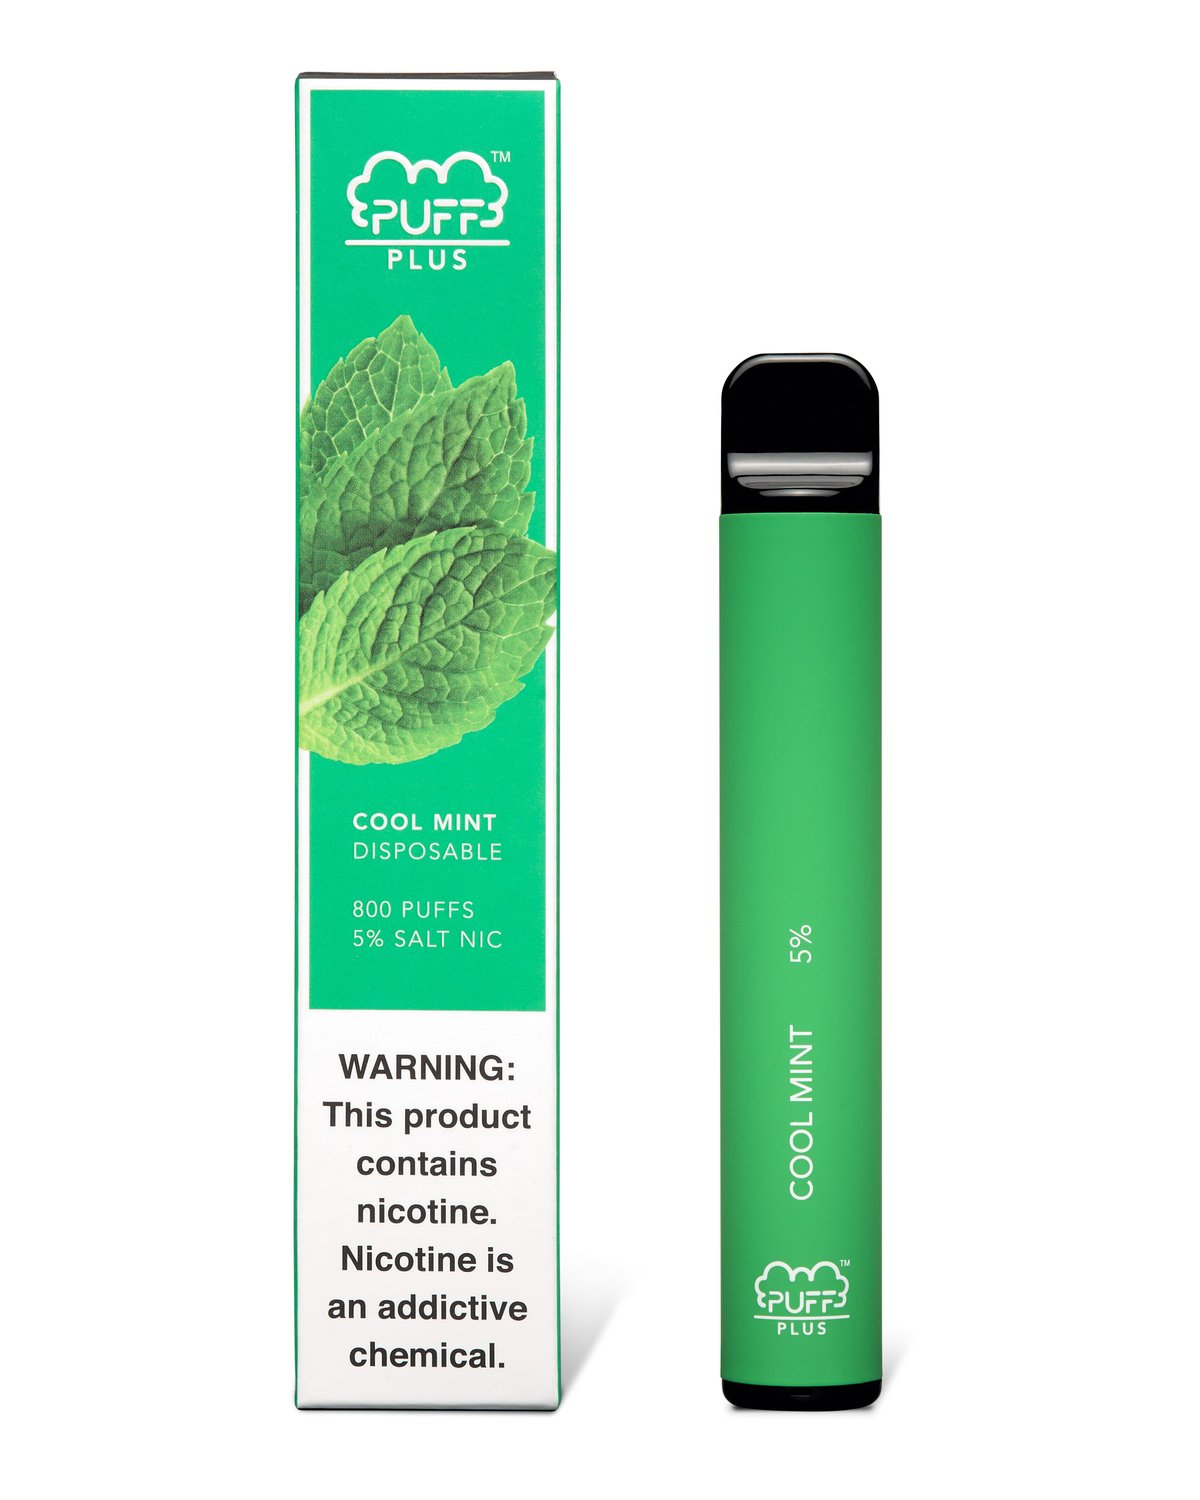 PUFF™
PLUS
COOL MINT
DISPOSABLE
800 PUFFS
5% SALT NIC
WARNING:
This product
contains
nicotine.
Nicotine is
an addictive
chemical.
COOL MINT 5%
PUFF™
PLUS